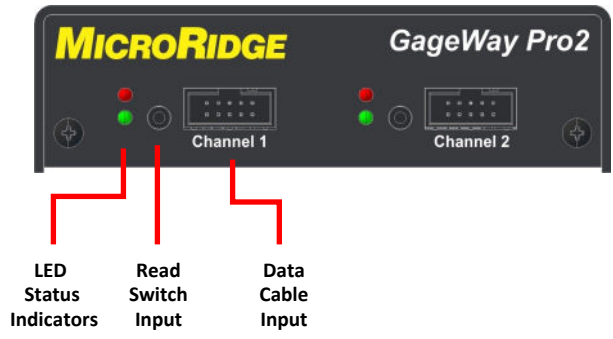 MICRORIDGE GageWay Pro2
Channel 1 Channel 2
LED Read Data
Status Switch Cable
Indicators Input Input